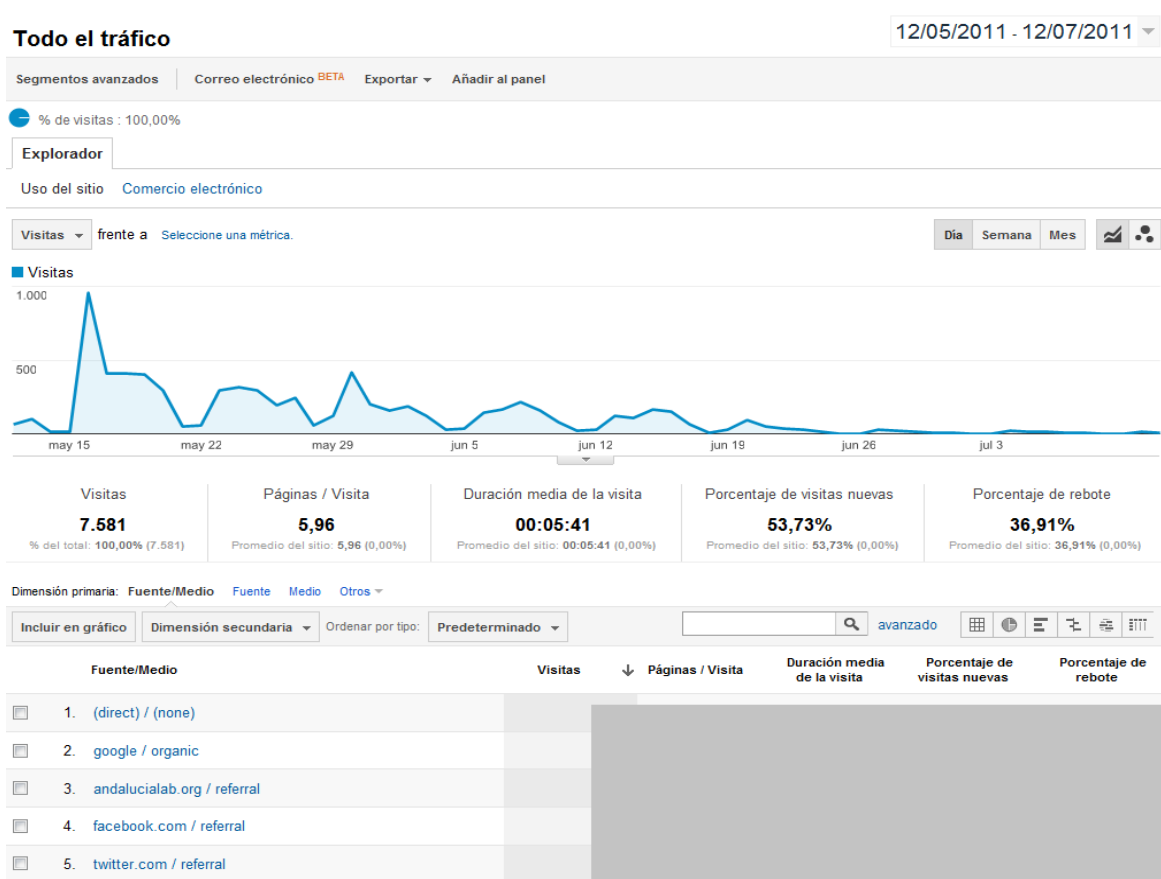 Todo el tráfico
12/05/2011 - 12/07/2011
Segmentos avanzados Correo electrónico BETA Exportar Añadir al panel
% de visitas : 100,00%
Explorador
Uso del sitio Comercio electrónico
Visitas frente a Seleccione una métrica. Día Semana Mes
Visitas
1.000
500
may 15 may 22 may 29 jun 5 jun 12 jun 19 jun 26 jul 3
Visitas Páginas / Visita Duración media de la visita Porcentaje de visitas nuevas Porcentaje de rebote
7.581 5,96 00:05:41 53,73% 36,91%
% del total: 100,00% (7.581) Promedio del sitio: 5,96 (0,00%) Promedio del sitio: 00:05:41 (0,00%) Promedio del sitio: 53,73% (0,00%) Promedio del sitio: 36,91% (0,00%)
Dimensión primaria: Fuente/Medio Fuente Medio Otros
Incluir en gráfico Dimensión secundaria Ordenar por tipo: Predeterminado avanzado
Fuente/Medio Visitas Páginas / Visita Duración media de la visita Porcentaje de visitas nuevas Porcentaje de rebote
1. (direct) / (none)
2. google / organic
3. andalucialab.org / referral
4. facebook.com / referral
5. twitter.com / referral